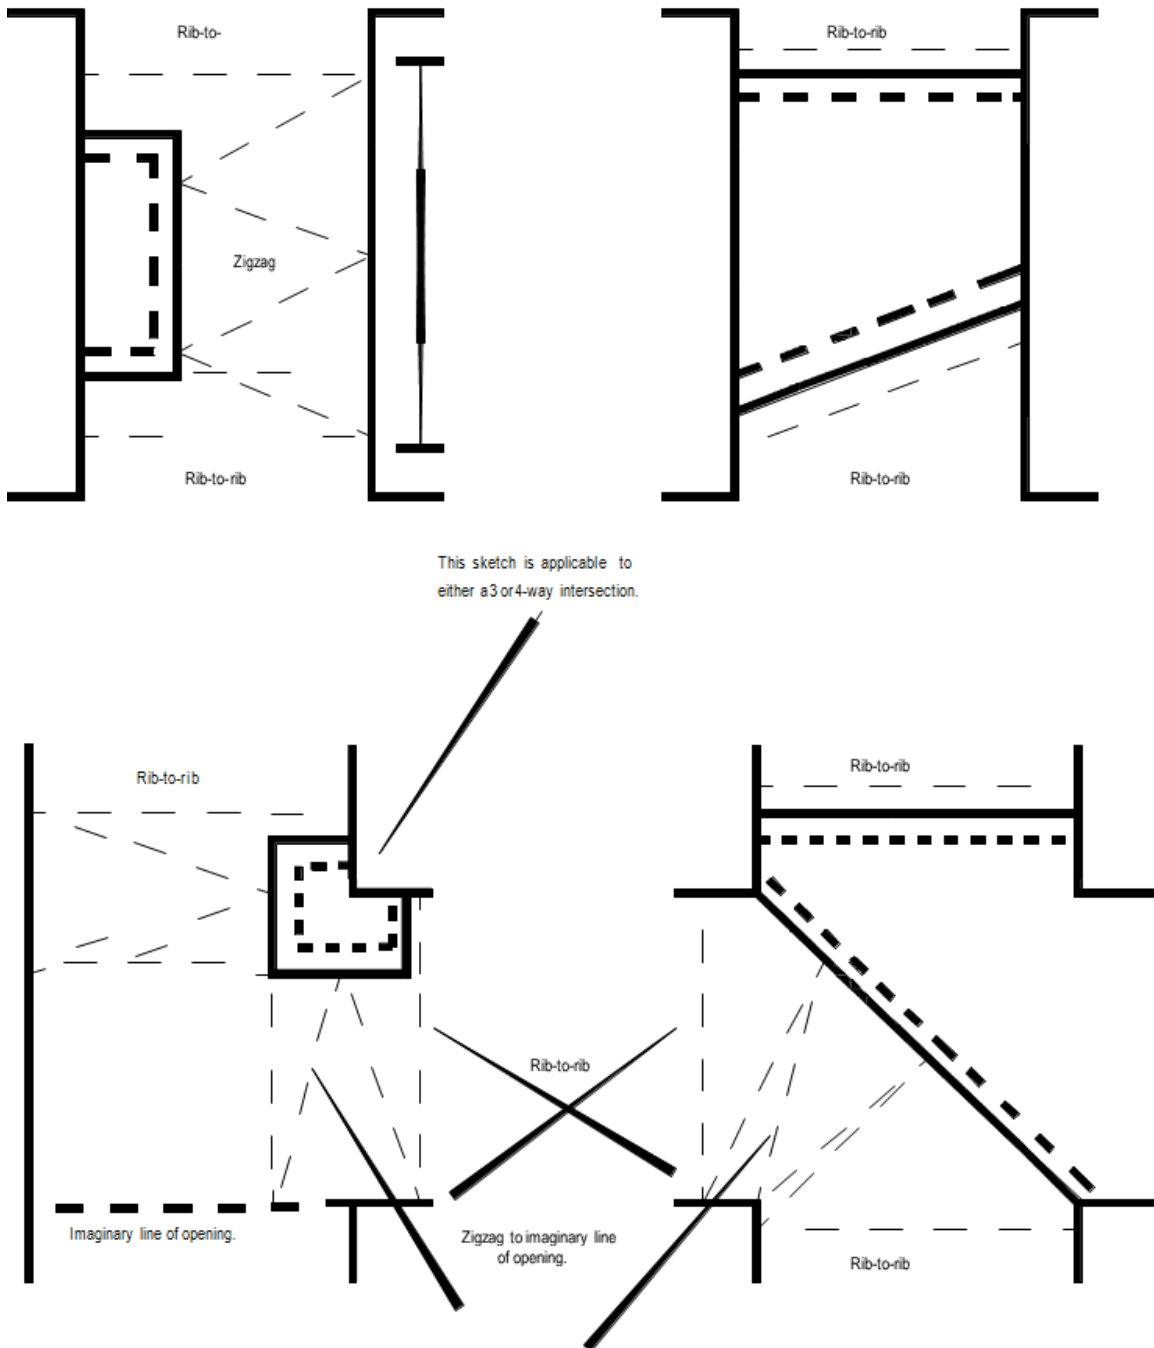 Rib-to-
Rib-to-rib
Zigzag
Rib-to-rib
Rib-to-rib
This sketch is applicable to
either a 3 or 4-way intersection.
Rib-to-rib
Rib-to-rib
Rib-to-rib
Imaginary line of opening.
Zigzag to imaginary line
of opening.
Rib-to-rib